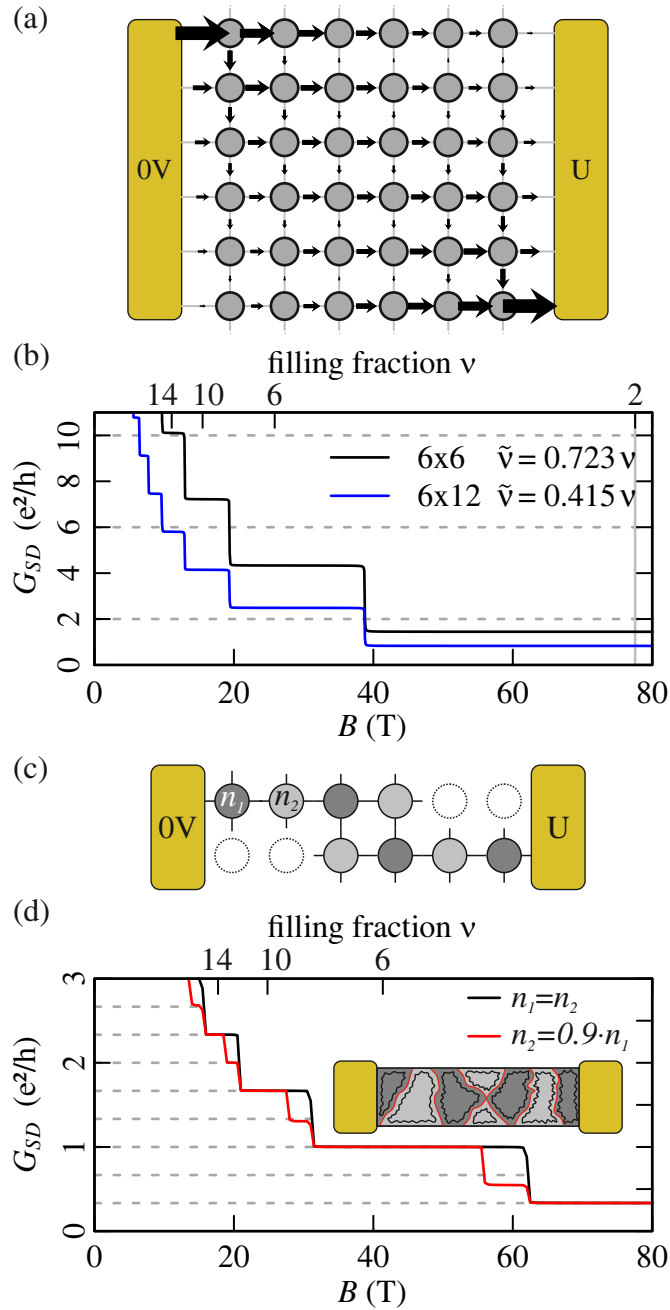 (a)
0V
U
(b)
filling fraction ν
14 10 6 2
G_SD (e²/h)
10
8
6
4
2
0
6x6 ν̃ = 0.723 ν
6x12 ν̃ = 0.415 ν
0 20 40 60 80
B (T)
(c)
0V
n₁ n₂
U
(d)
filling fraction ν
14 10 6
G_SD (e²/h)
3
2
1
0
n₁=n₂
n₂=0.9·n₁
0 20 40 60 80
B (T)